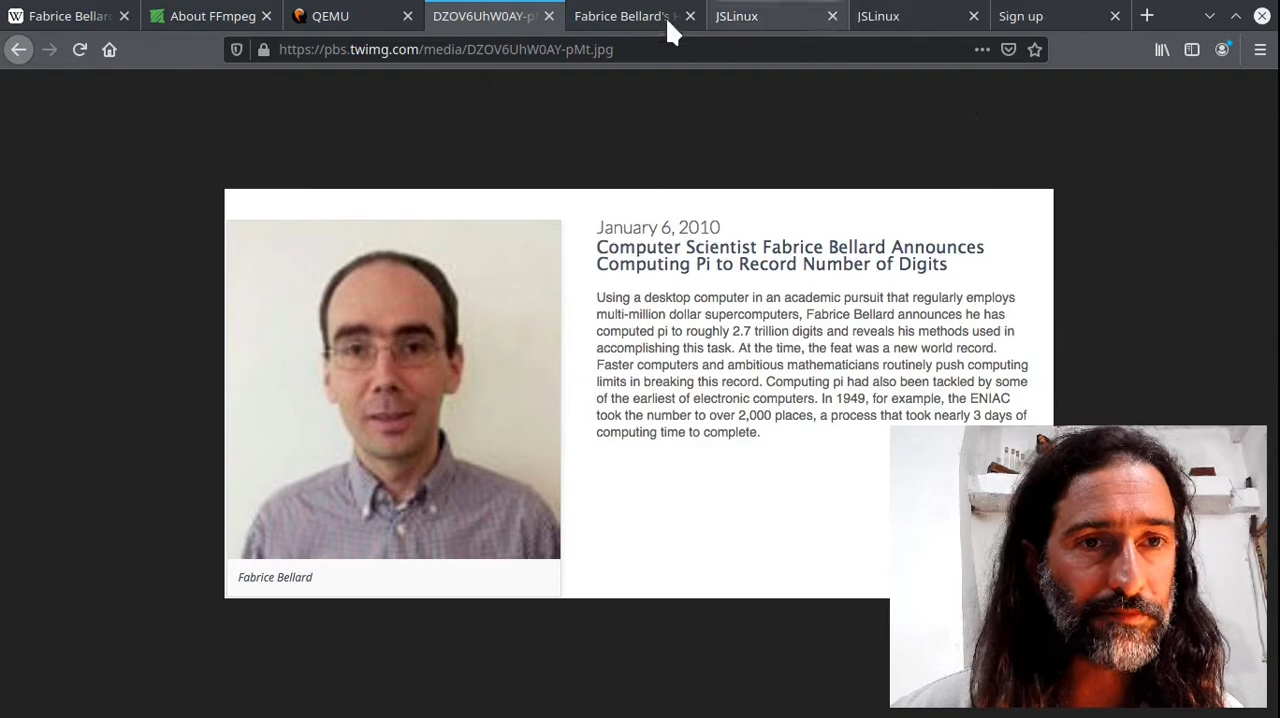 Fabrice Bellard
About FFmpeg
QEMU
DZOV6UhW0AY-p
Fabrice Bellard's
JSLinux
JSLinux
Sign up
https://pbs.twimg.com/media/DZOV6UhW0AY-pMt.jpg
January 6, 2010
Computer Scientist Fabrice Bellard Announces
Computing Pi to Record Number of Digits
Using a desktop computer in an academic pursuit that regularly employs
multi-million dollar supercomputers, Fabrice Bellard announces he has
computed pi to roughly 2.7 trillion digits and reveals his methods used in
accomplishing this task. At the time, the feat was a new world record.
Faster computers and ambitious mathematicians routinely push computing
limits in breaking this record. Computing pi had also been tackled by some
of the earliest of electronic computers. In 1949, for example, the ENIAC
took the number to over 2,000 places, a process that took nearly 3 days of
computing time to complete.
Fabrice Bellard